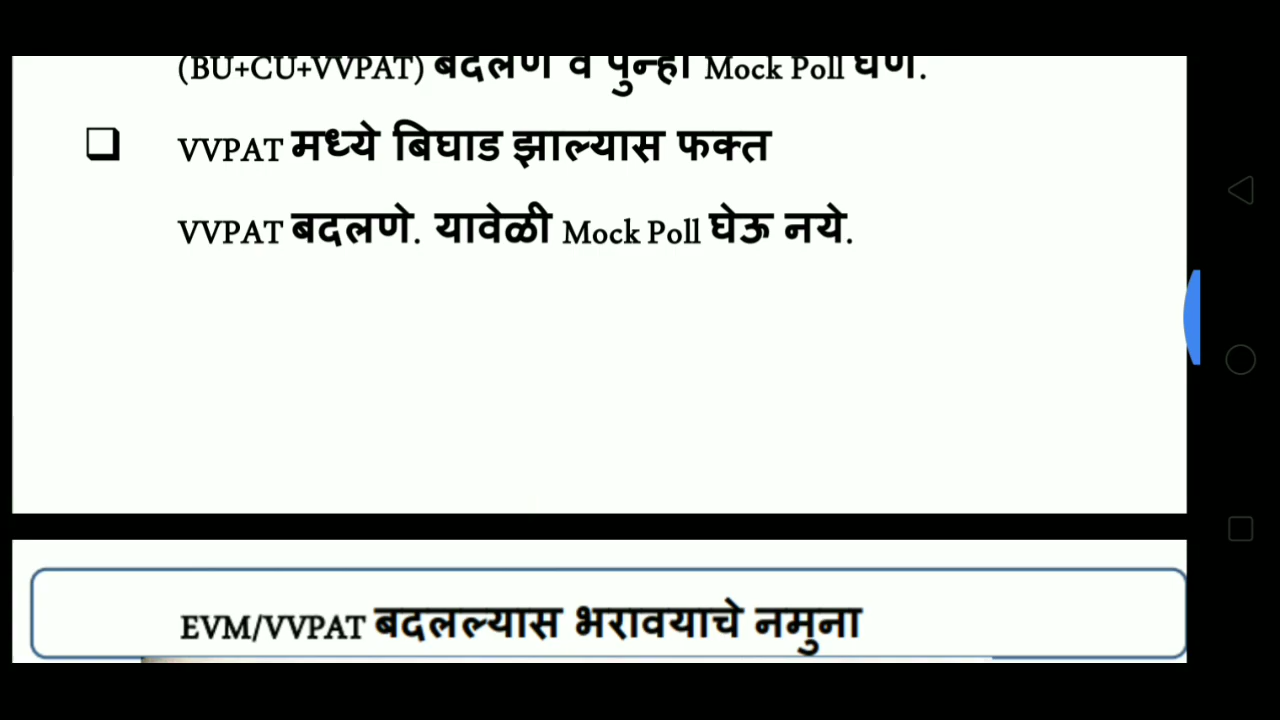 (BU+CU+VVPAT) बदलणे व पुन्हा Mock Poll घेणे.
❑ VVPAT मध्ये बिघाड झाल्यास फक्त
VVPAT बदलणे. यावेळी Mock Poll घेऊ नये.
EVM/VVPAT बदलल्यास भरावयाचे नमुना